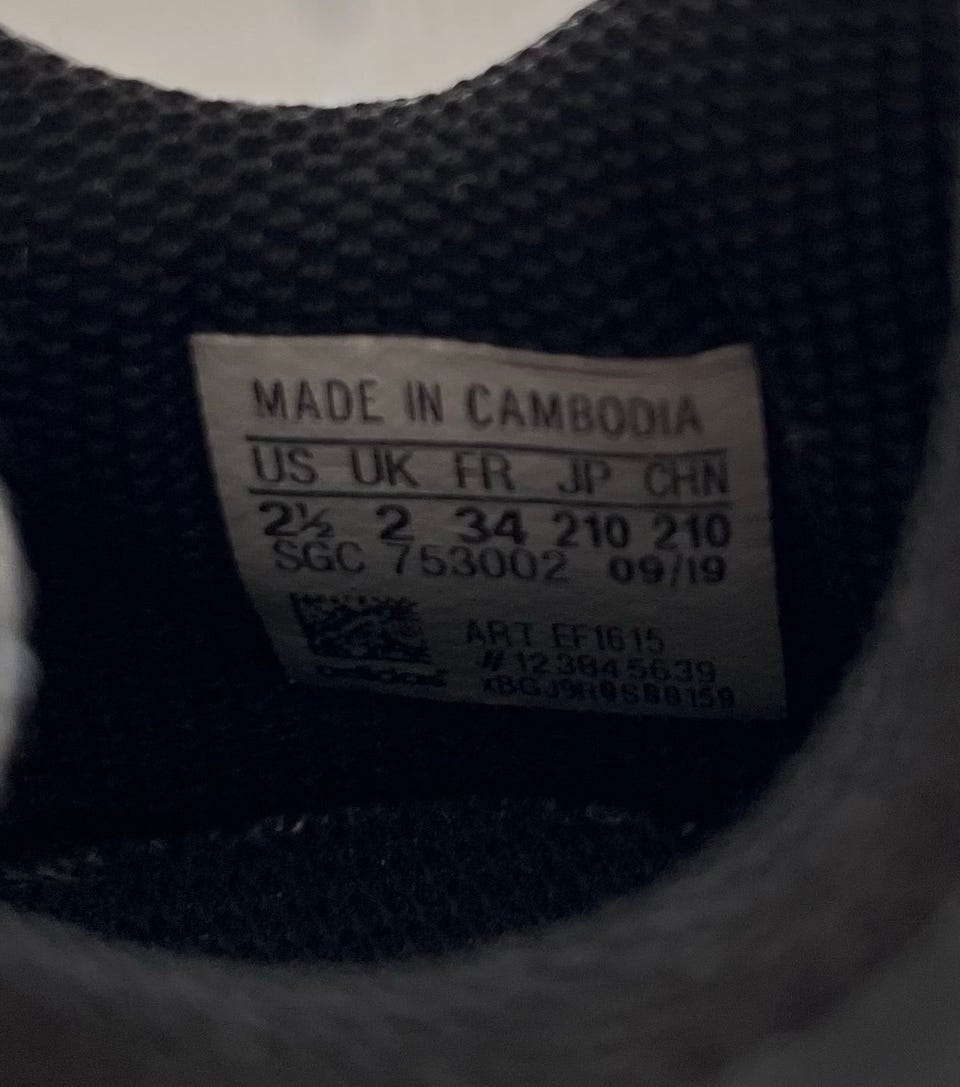 MADE IN CAMBODIA
US UK FR JP CHN
2½ 2 34 210 210
SGC 753002 09/19
ART EF1615
# 123845639
adidas